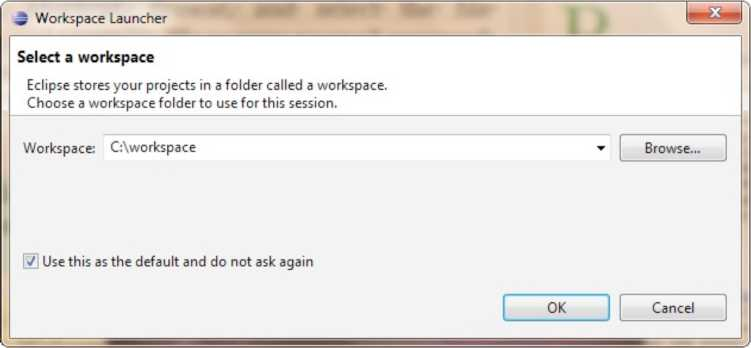 Workspace Launcher
Select a workspace
Eclipse stores your projects in a folder called a workspace.
Choose a workspace folder to use for this session.
Workspace: C:\workspace Browse...
Use this as the default and do not ask again
OK Cancel